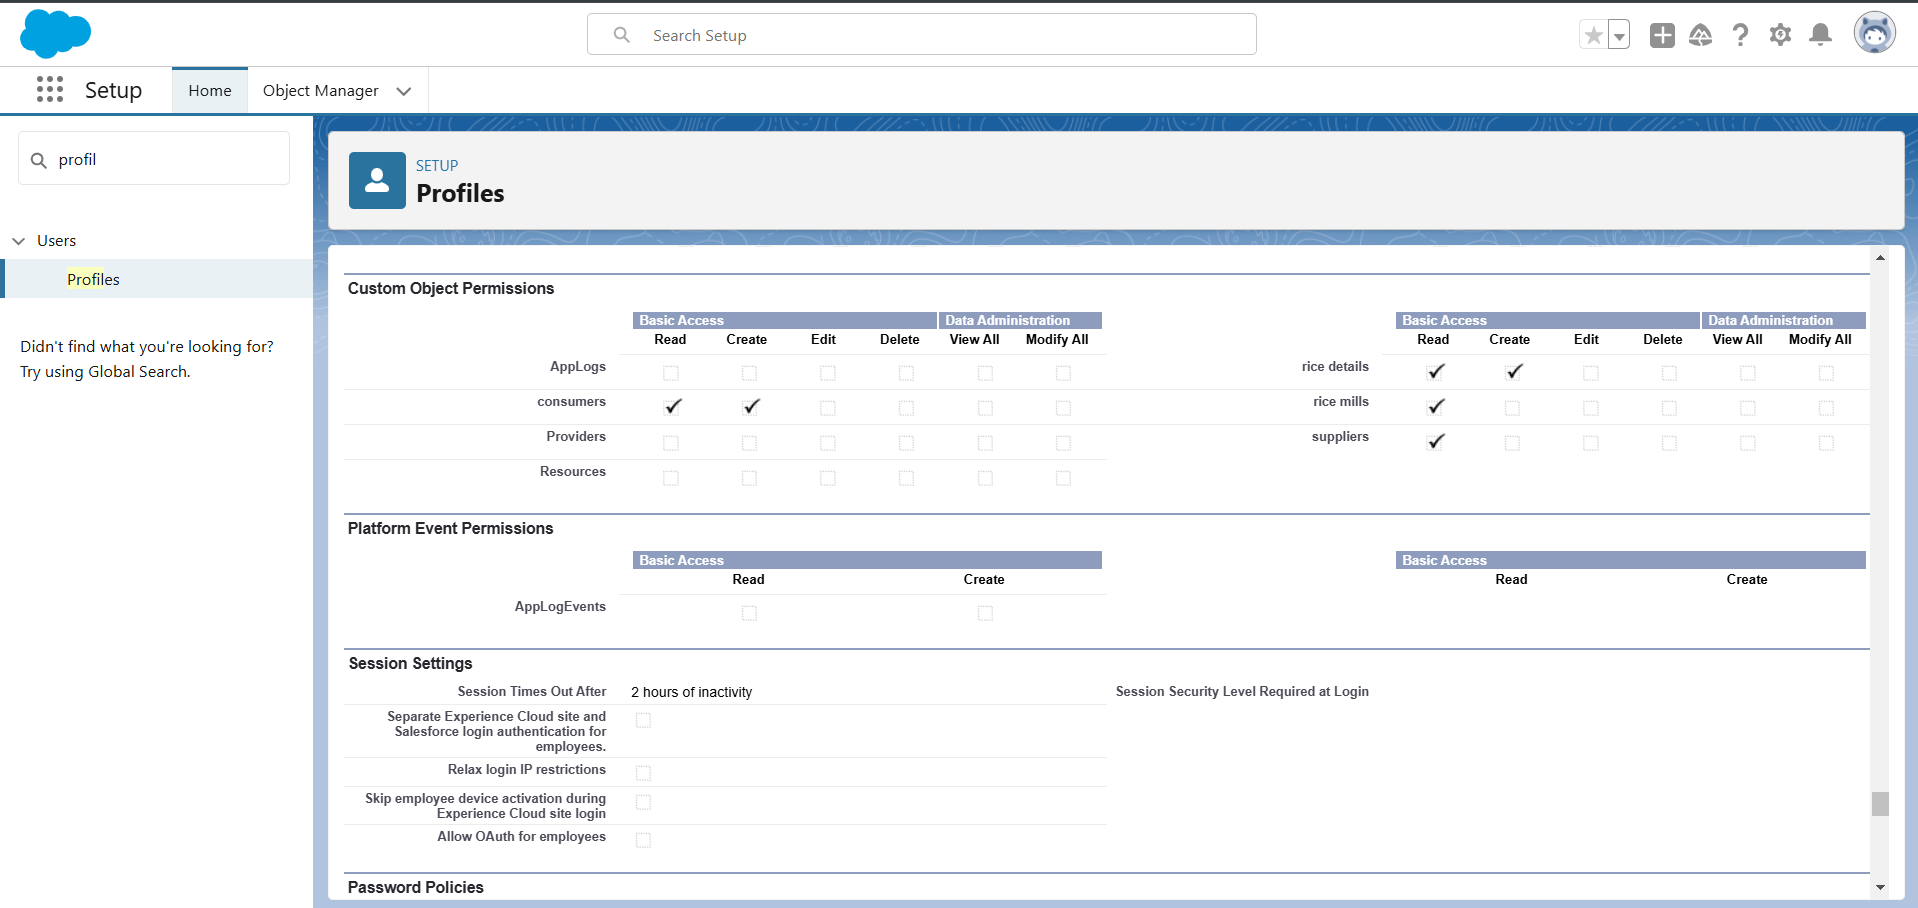 Search Setup
Setup
Home
Object Manager
profil
Users
Profiles
Didn't find what you're looking for?
Try using Global Search.
SETUP
Profiles
Custom Object Permissions
Basic Access Data Administration Basic Access Data Administration
Read Create Edit Delete View All Modify All Read Create Edit Delete View All Modify All
AppLogs rice details
consumers rice mills
Providers suppliers
Resources
Platform Event Permissions
Basic Access Basic Access
Read Create Read Create
AppLogEvents
Session Settings
Session Times Out After 2 hours of inactivity Session Security Level Required at Login
Separate Experience Cloud site and
Salesforce login authentication for
employees.
Relax login IP restrictions
Skip employee device activation during
Experience Cloud site login
Allow OAuth for employees
Password Policies